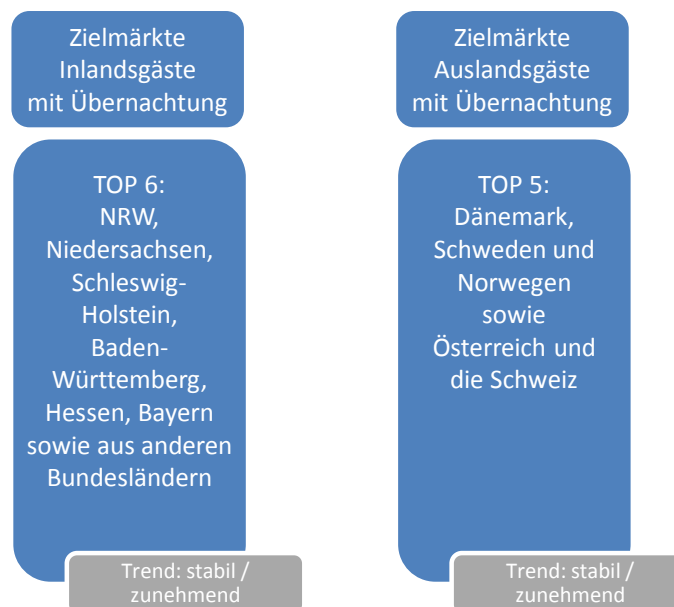 Zielmärkte
Inlandsgäste
mit Übernachtung
TOP 6:
NRW,
Niedersachsen,
Schleswig-
Holstein,
Baden-
Württemberg,
Hessen, Bayern
sowie aus anderen
Bundesländern
Trend: stabil /
zunehmend
Zielmärkte
Auslandsgäste
mit Übernachtung
TOP 5:
Dänemark,
Schweden und
Norwegen
sowie
Österreich und
die Schweiz
Trend: stabil /
zunehmend